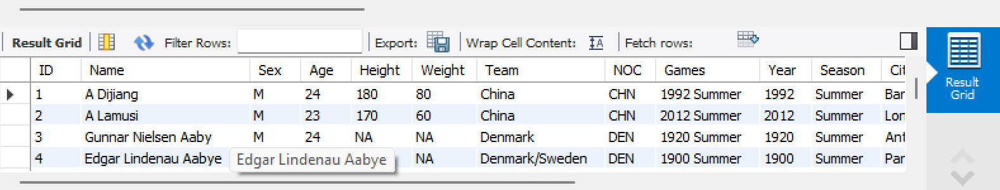 Result Grid Filter Rows: Export: Wrap Cell Content: IA Fetch rows:
ID Name Sex Age Height Weight Team NOC Games Year Season Cit
1 A Dijiang M 24 180 80 China CHN 1992 Summer 1992 Summer Bar
2 A Lamusi M 23 170 60 China CHN 2012 Summer 2012 Summer Lon
3 Gunnar Nielsen Aaby M 24 NA NA Denmark DEN 1920 Summer 1920 Summer Ant
4 Edgar Lindenau Aabye Edgar Lindenau Aabye NA Denmark/Sweden DEN 1900 Summer 1900 Summer Par
Result
Grid